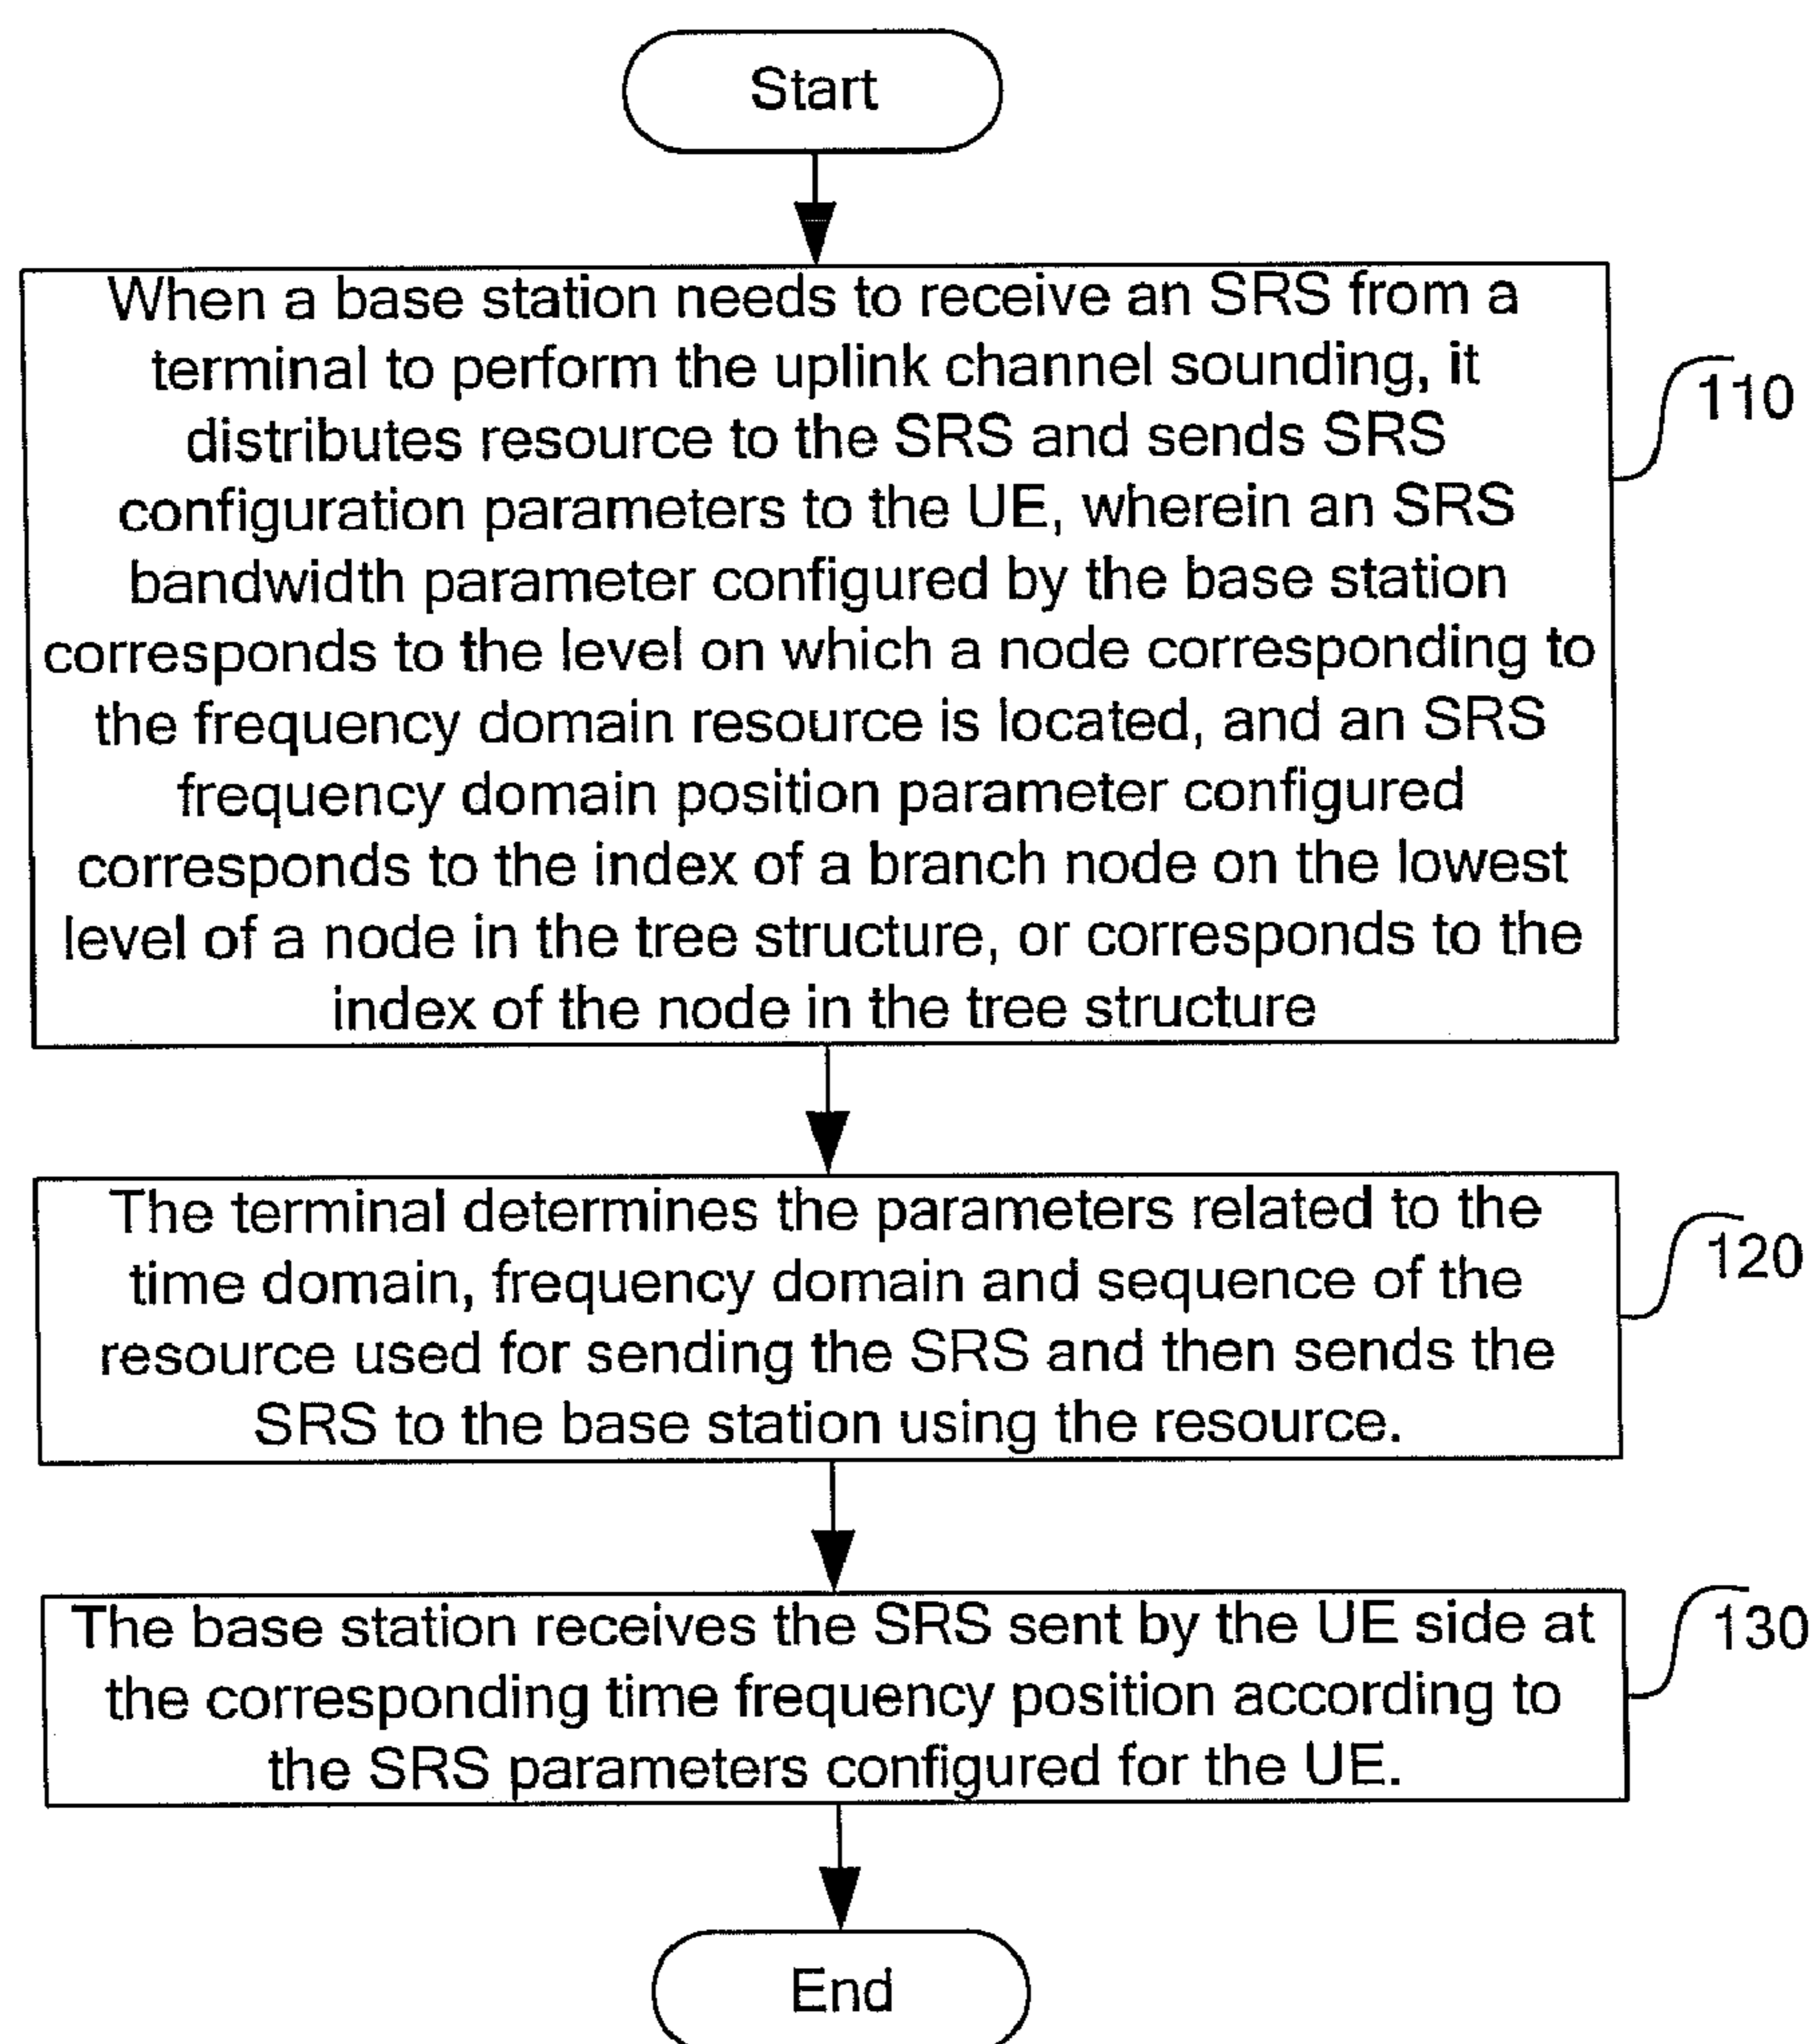 Start
When a base station needs to receive an SRS from a
terminal to perform the uplink channel sounding, it
distributes resource to the SRS and sends SRS
configuration parameters to the UE, wherein an SRS
bandwidth parameter configured by the base station
corresponds to the level on which a node corresponding to
the frequency domain resource is located, and an SRS
frequency domain position parameter configured
corresponds to the index of a branch node on the lowest
level of a node in the tree structure, or corresponds to the
index of the node in the tree structure
110
The terminal determines the parameters related to the
time domain, frequency domain and sequence of the
resource used for sending the SRS and then sends the
SRS to the base station using the resource.
120
The base station receives the SRS sent by the UE side at
the corresponding time frequency position according to
the SRS parameters configured for the UE.
130
End